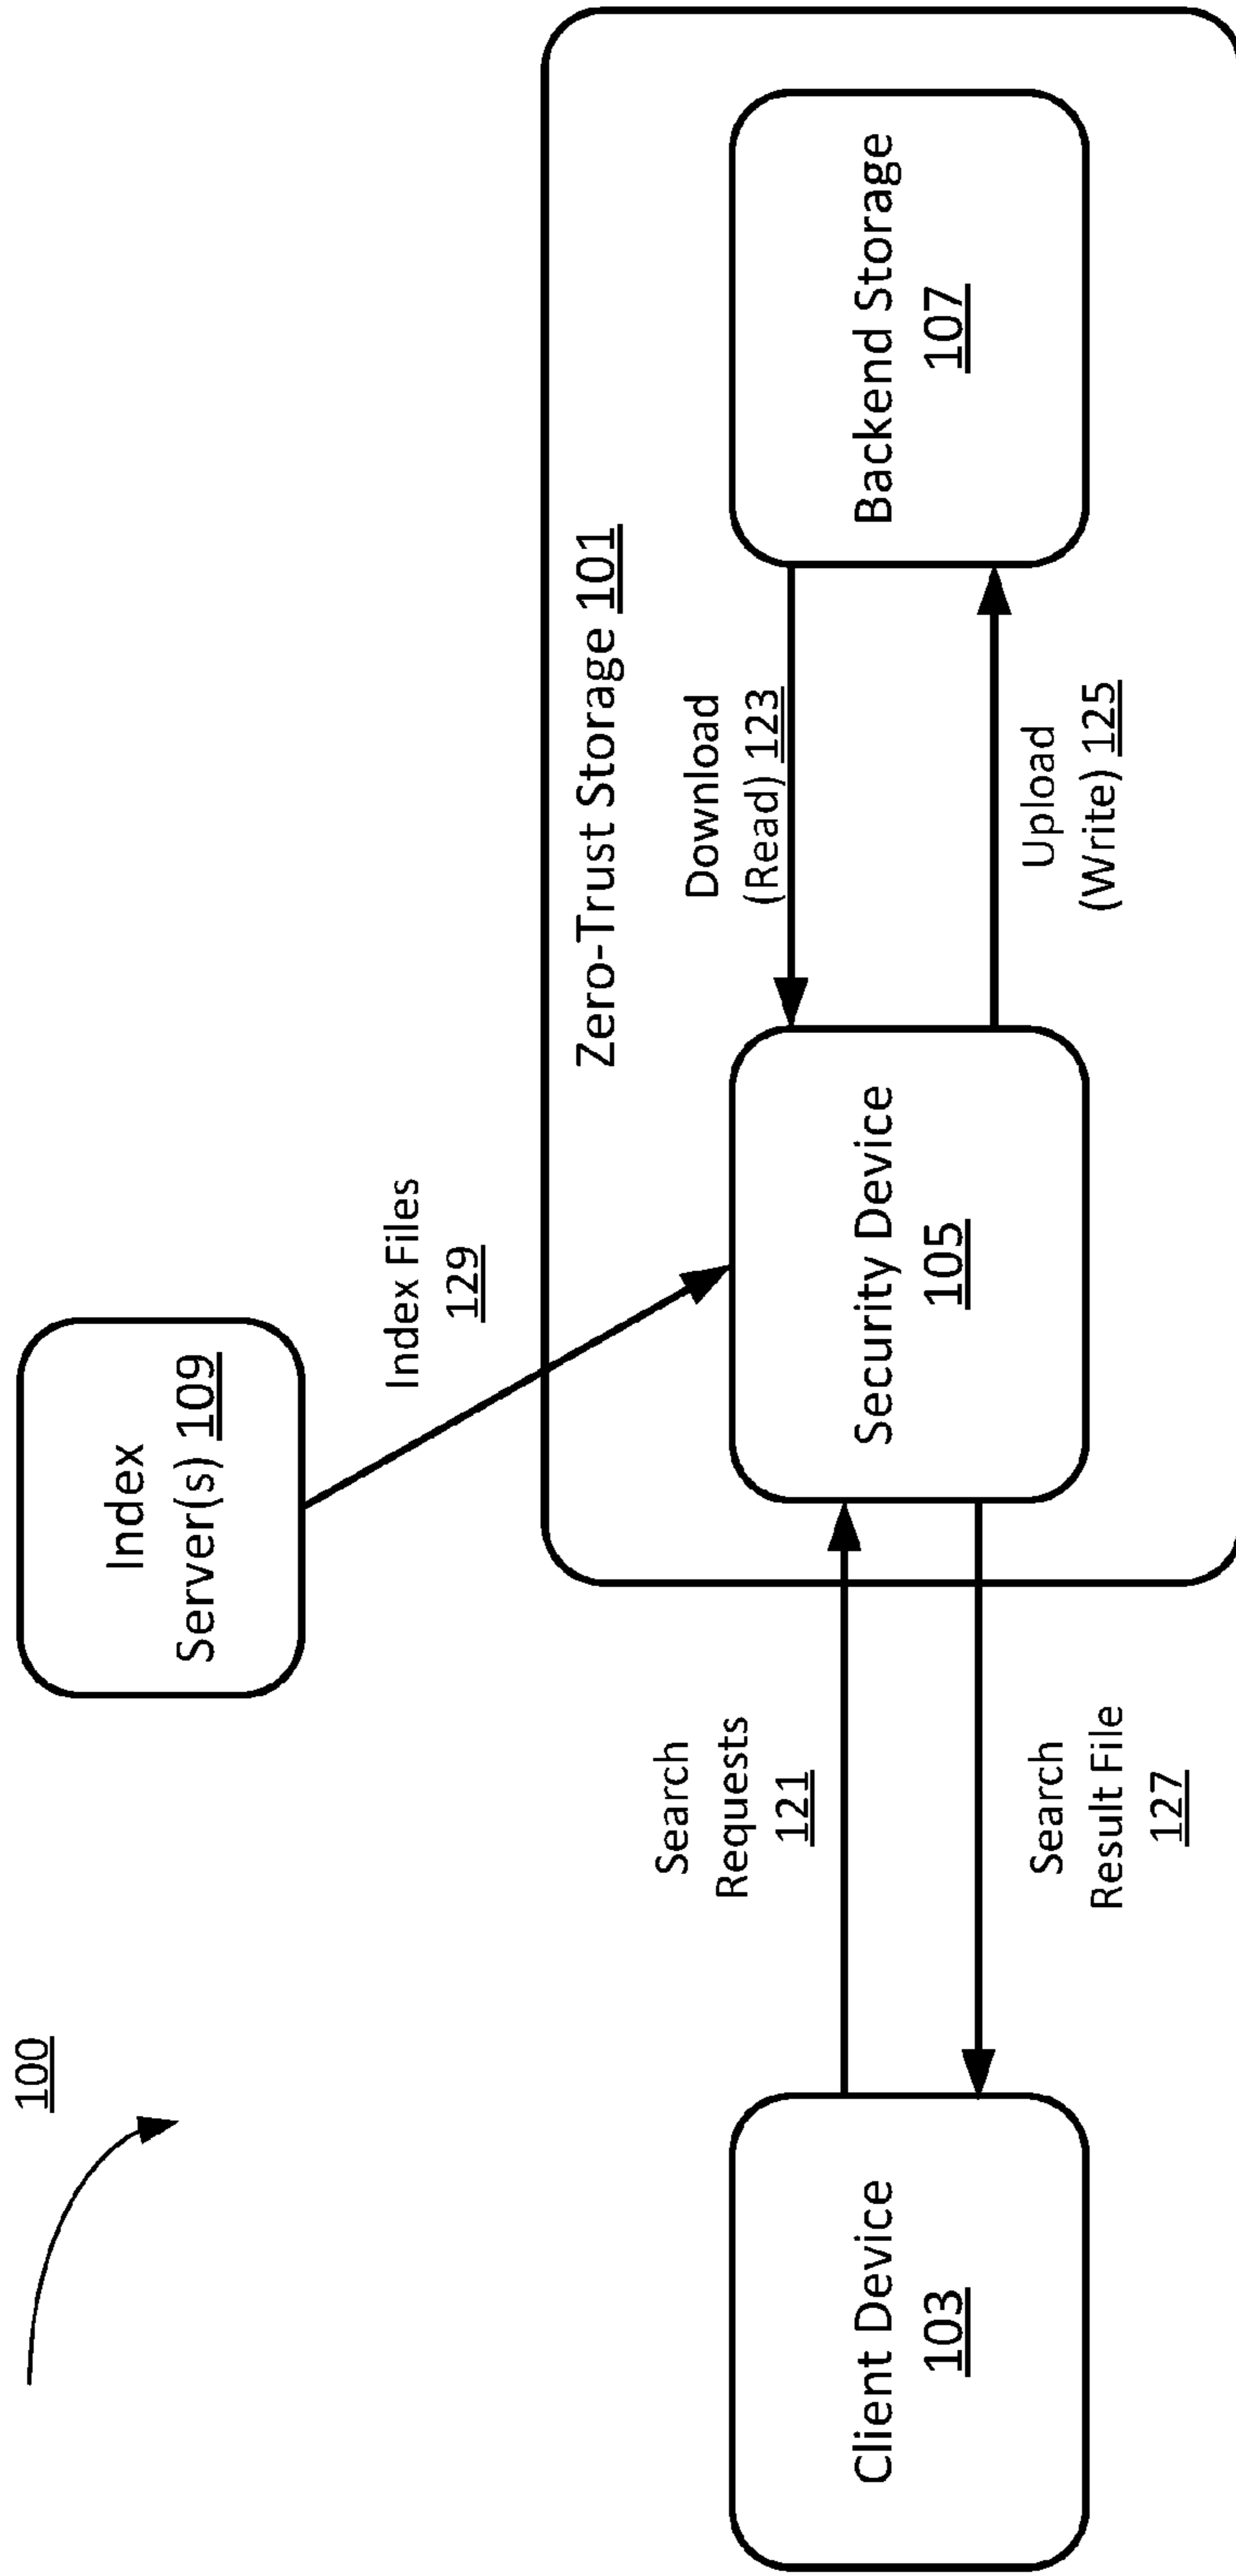 100
Index
Server(s) 109
Index Files
129
Zero-Trust Storage 101
Client Device
103
Search
Requests
121
Search
Result File
127
Security Device
105
Download
(Read) 123
Upload
(Write) 125
Backend Storage
107